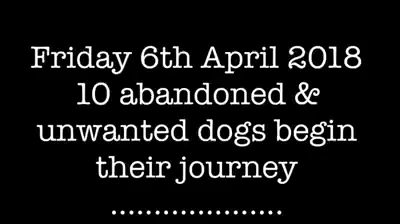 Friday 6th April 2018
10 abandoned &
unwanted dogs begin
their journey
....................